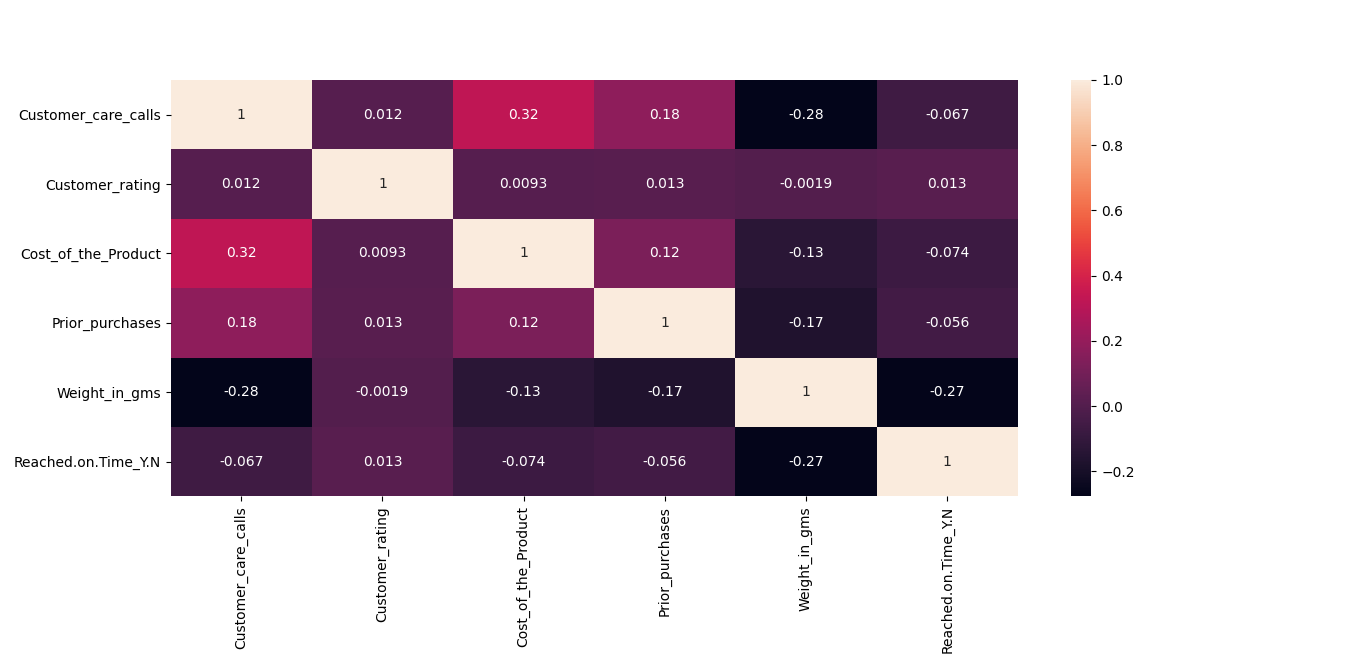 Customer_care_calls 1 0.012 0.32 0.18 -0.28 -0.067
Customer_rating 0.012 1 0.0093 0.013 -0.0019 0.013
Cost_of_the_Product 0.32 0.0093 1 0.12 -0.13 -0.074
Prior_purchases 0.18 0.013 0.12 1 -0.17 -0.056
Weight_in_gms -0.28 -0.0019 -0.13 -0.17 1 -0.27
Reached.on.Time_Y.N -0.067 0.013 -0.074 -0.056 -0.27 1
Customer_care_calls
Customer_rating
Cost_of_the_Product
Prior_purchases
Weight_in_gms
Reached.on.Time_Y.N
1.0
0.8
0.6
0.4
0.2
0.0
−0.2